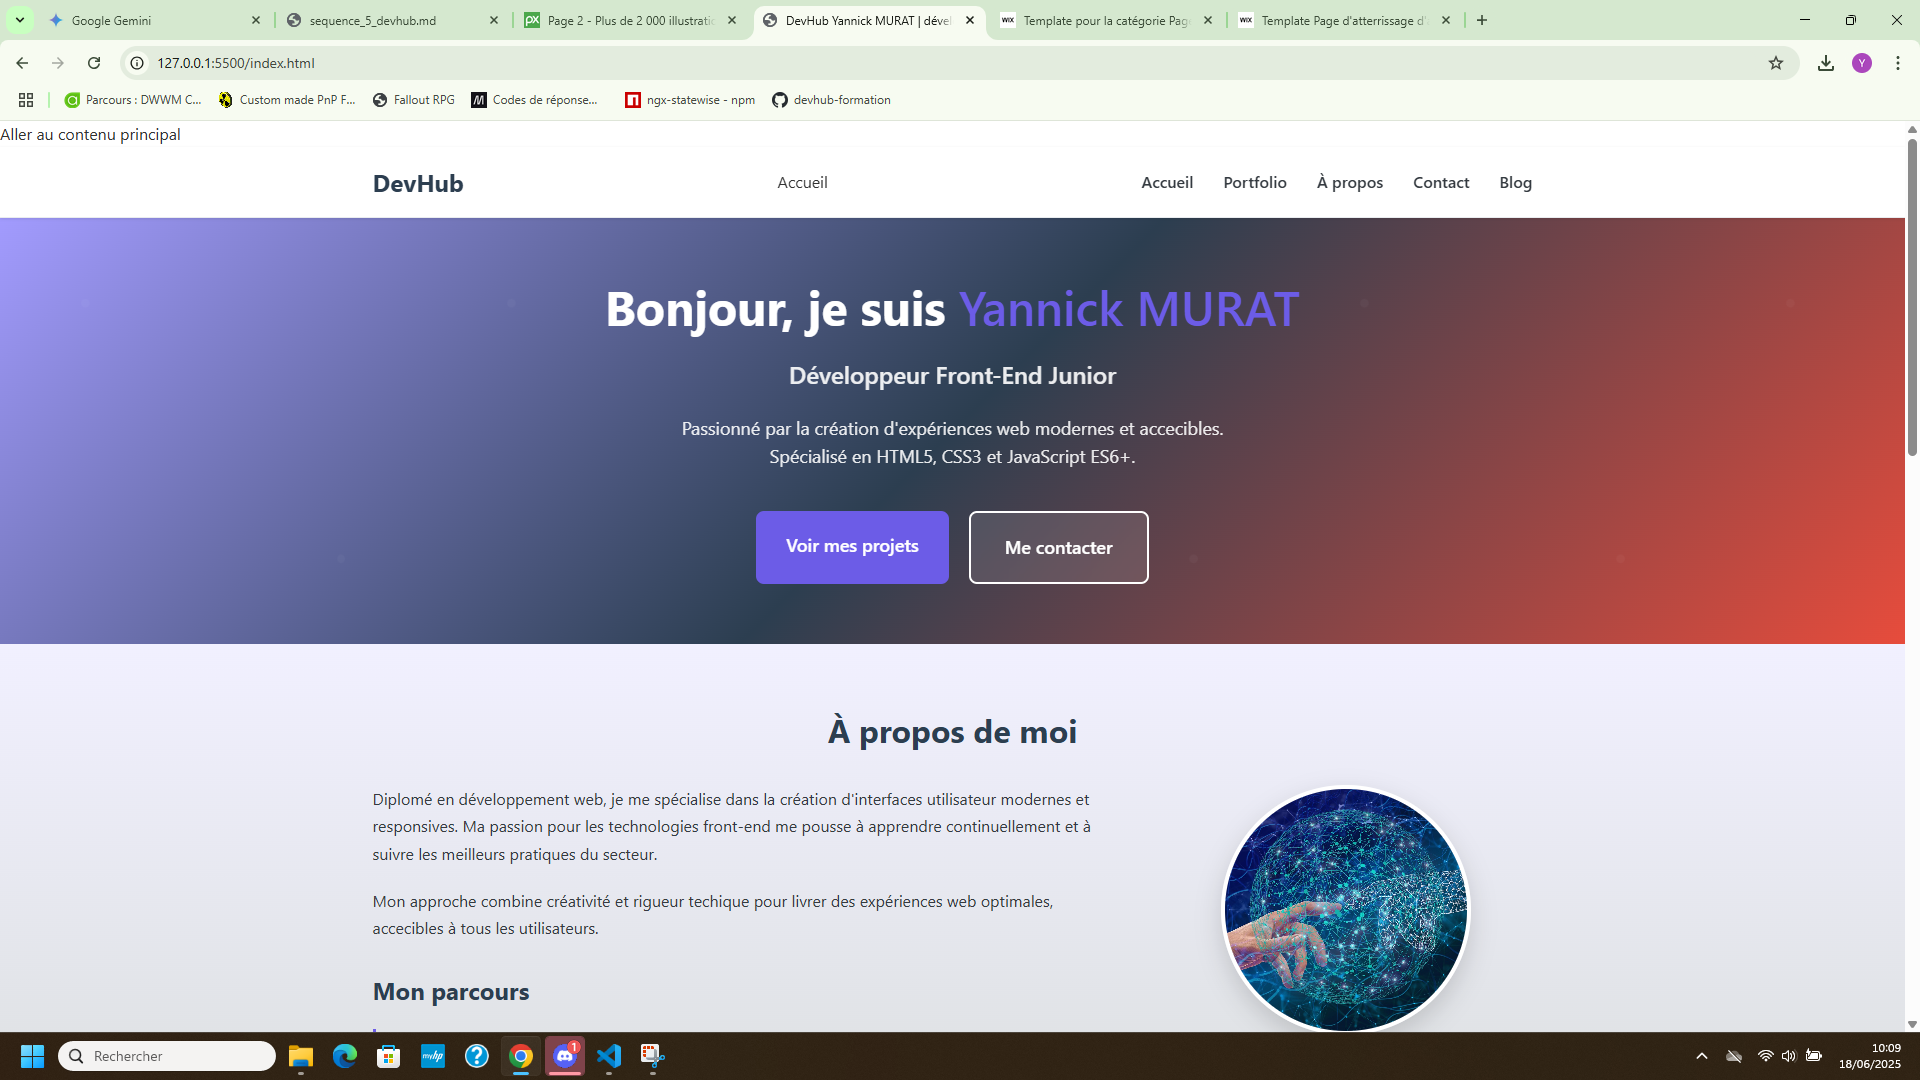 Google Gemini
sequence_5_devhub.md
Page 2 - Plus de 2 000 illustratio
DevHub Yannick MURAT | déve
Template pour la catégorie Page
Template Page d'atterrissage d'
127.0.0.1:5500/index.html
Y
Parcours : DWWM C...
Custom made PnP F...
Fallout RPG
Codes de réponse...
ngx-statewise - npm
devhub-formation
Aller au contenu principal
DevHub
Accueil
Accueil
Portfolio
À propos
Contact
Blog
Bonjour, je suis Yannick MURAT
Développeur Front-End Junior
Passionné par la création d'expériences web modernes et accecibles.
Spécialisé en HTML5, CSS3 et JavaScript ES6+.
Voir mes projets
Me contacter
À propos de moi
Diplomé en développement web, je me spécialise dans la création d'interfaces utilisateur modernes et
responsives. Ma passion pour les technologies front-end me pousse à apprendre continuellement et à
suivre les meilleurs pratiques du secteur.
Mon approche combine créativité et rigueur techique pour livrer des expériences web optimales,
accecibles à tous les utilisateurs.
Mon parcours
Rechercher
myhp
1
10:09
18/06/2025